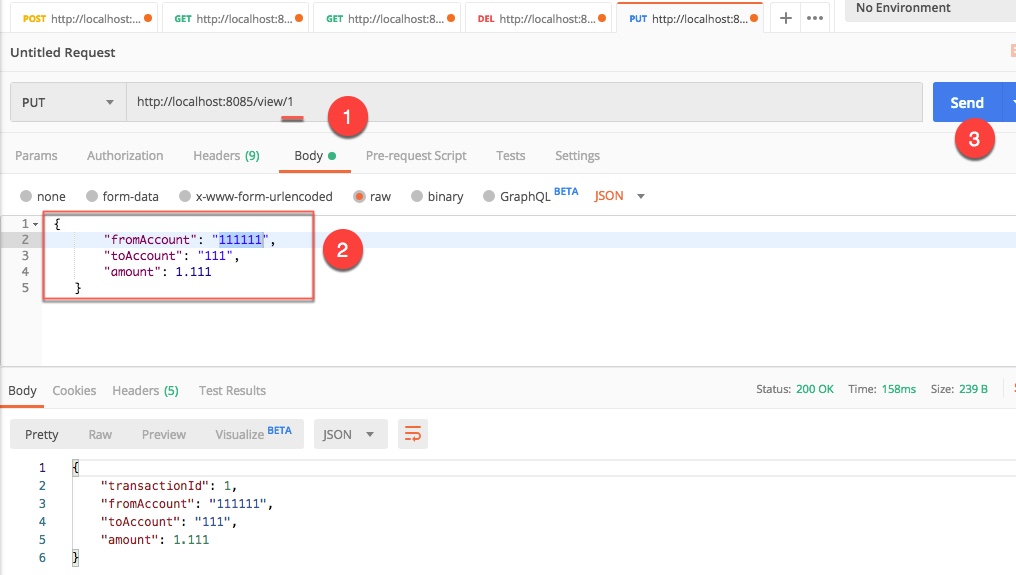 POST http://localhost:8... GET http://localhost:8... GET http://localhost:8... DEL http://localhost:8... PUT http://localhost:8... + ••• No Environment
Untitled Request
PUT http://localhost:8085/view/1 Send
1
3
Params Authorization Headers (9) Body Pre-request Script Tests Settings
none form-data x-www-form-urlencoded raw binary GraphQL BETA JSON
1 {
2 "fromAccount": "111111",
3 "toAccount": "111",
4 "amount": 1.111
5 }
2
Body Cookies Headers (5) Test Results Status: 200 OK Time: 158ms Size: 239 B
Pretty Raw Preview Visualize BETA JSON
1 {
2 "transactionId": 1,
3 "fromAccount": "111111",
4 "toAccount": "111",
5 "amount": 1.111
6 }